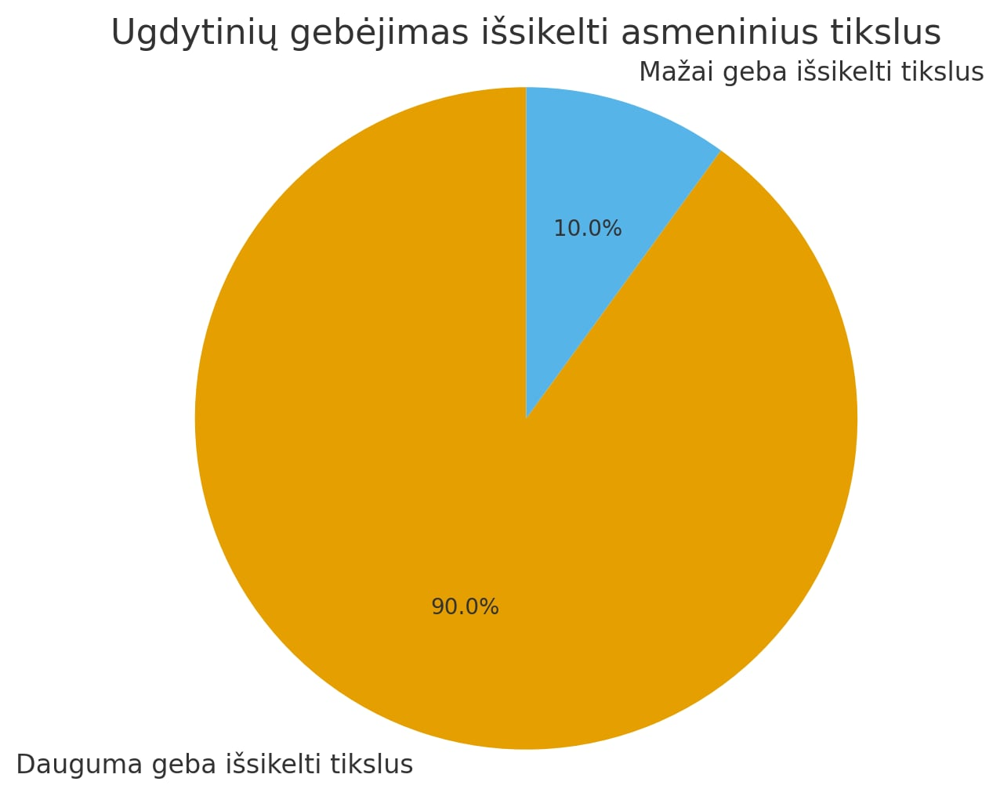 Ugdytinių gebėjimas išsikelti asmeninius tikslus
Mažai geba išsikelti tikslus
10.0%
90.0%
Dauguma geba išsikelti tikslus